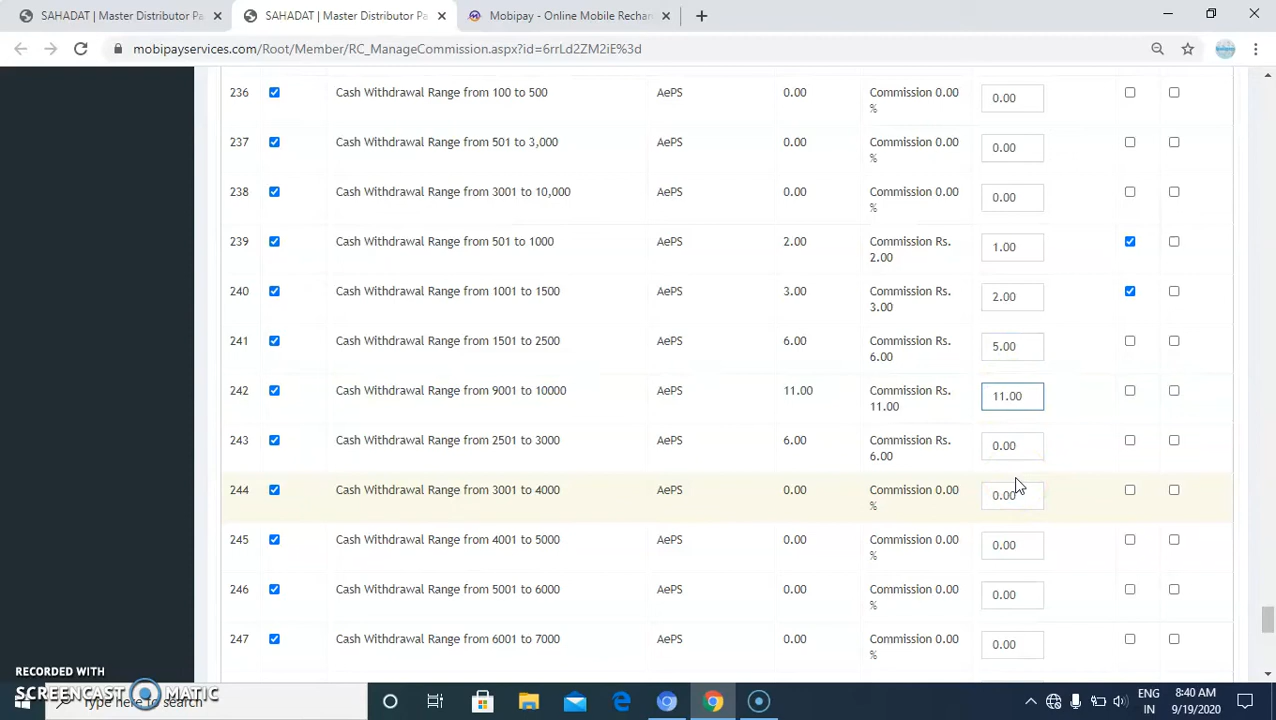 SAHADAT | Master Distributor Pa
SAHADAT | Master Distributor Pa
Mobipay - Online Mobile Rechar
mobipayservices.com/Root/Member/RC_ManageCommission.aspx?id=6rrLd2ZM2iE%3d
236 Cash Withdrawal Range from 100 to 500 AePS 0.00 Commission 0.00 % 0.00
237 Cash Withdrawal Range from 501 to 3,000 AePS 0.00 Commission 0.00 % 0.00
238 Cash Withdrawal Range from 3001 to 10,000 AePS 0.00 Commission 0.00 % 0.00
239 Cash Withdrawal Range from 501 to 1000 AePS 2.00 Commission Rs. 2.00 1.00
240 Cash Withdrawal Range from 1001 to 1500 AePS 3.00 Commission Rs. 3.00 2.00
241 Cash Withdrawal Range from 1501 to 2500 AePS 6.00 Commission Rs. 6.00 5.00
242 Cash Withdrawal Range from 9001 to 10000 AePS 11.00 Commission Rs. 11.00 11.00
243 Cash Withdrawal Range from 2501 to 3000 AePS 6.00 Commission Rs. 6.00 0.00
244 Cash Withdrawal Range from 3001 to 4000 AePS 0.00 Commission 0.00 % 0.00
245 Cash Withdrawal Range from 4001 to 5000 AePS 0.00 Commission 0.00 % 0.00
246 Cash Withdrawal Range from 5001 to 6000 AePS 0.00 Commission 0.00 % 0.00
247 Cash Withdrawal Range from 6001 to 7000 AePS 0.00 Commission 0.00 % 0.00
RECORDED WITH
SCREENCAST MATIC
Type here to search
ENG
IN
8:40 AM
9/19/2020